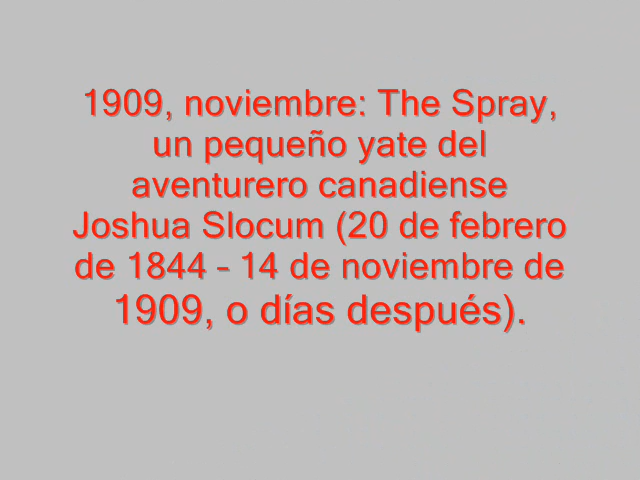 1909, noviembre: The Spray,
un pequeño yate del
aventurero canadiense
Joshua Slocum (20 de febrero
de 1844 – 14 de noviembre de
1909, o días después).